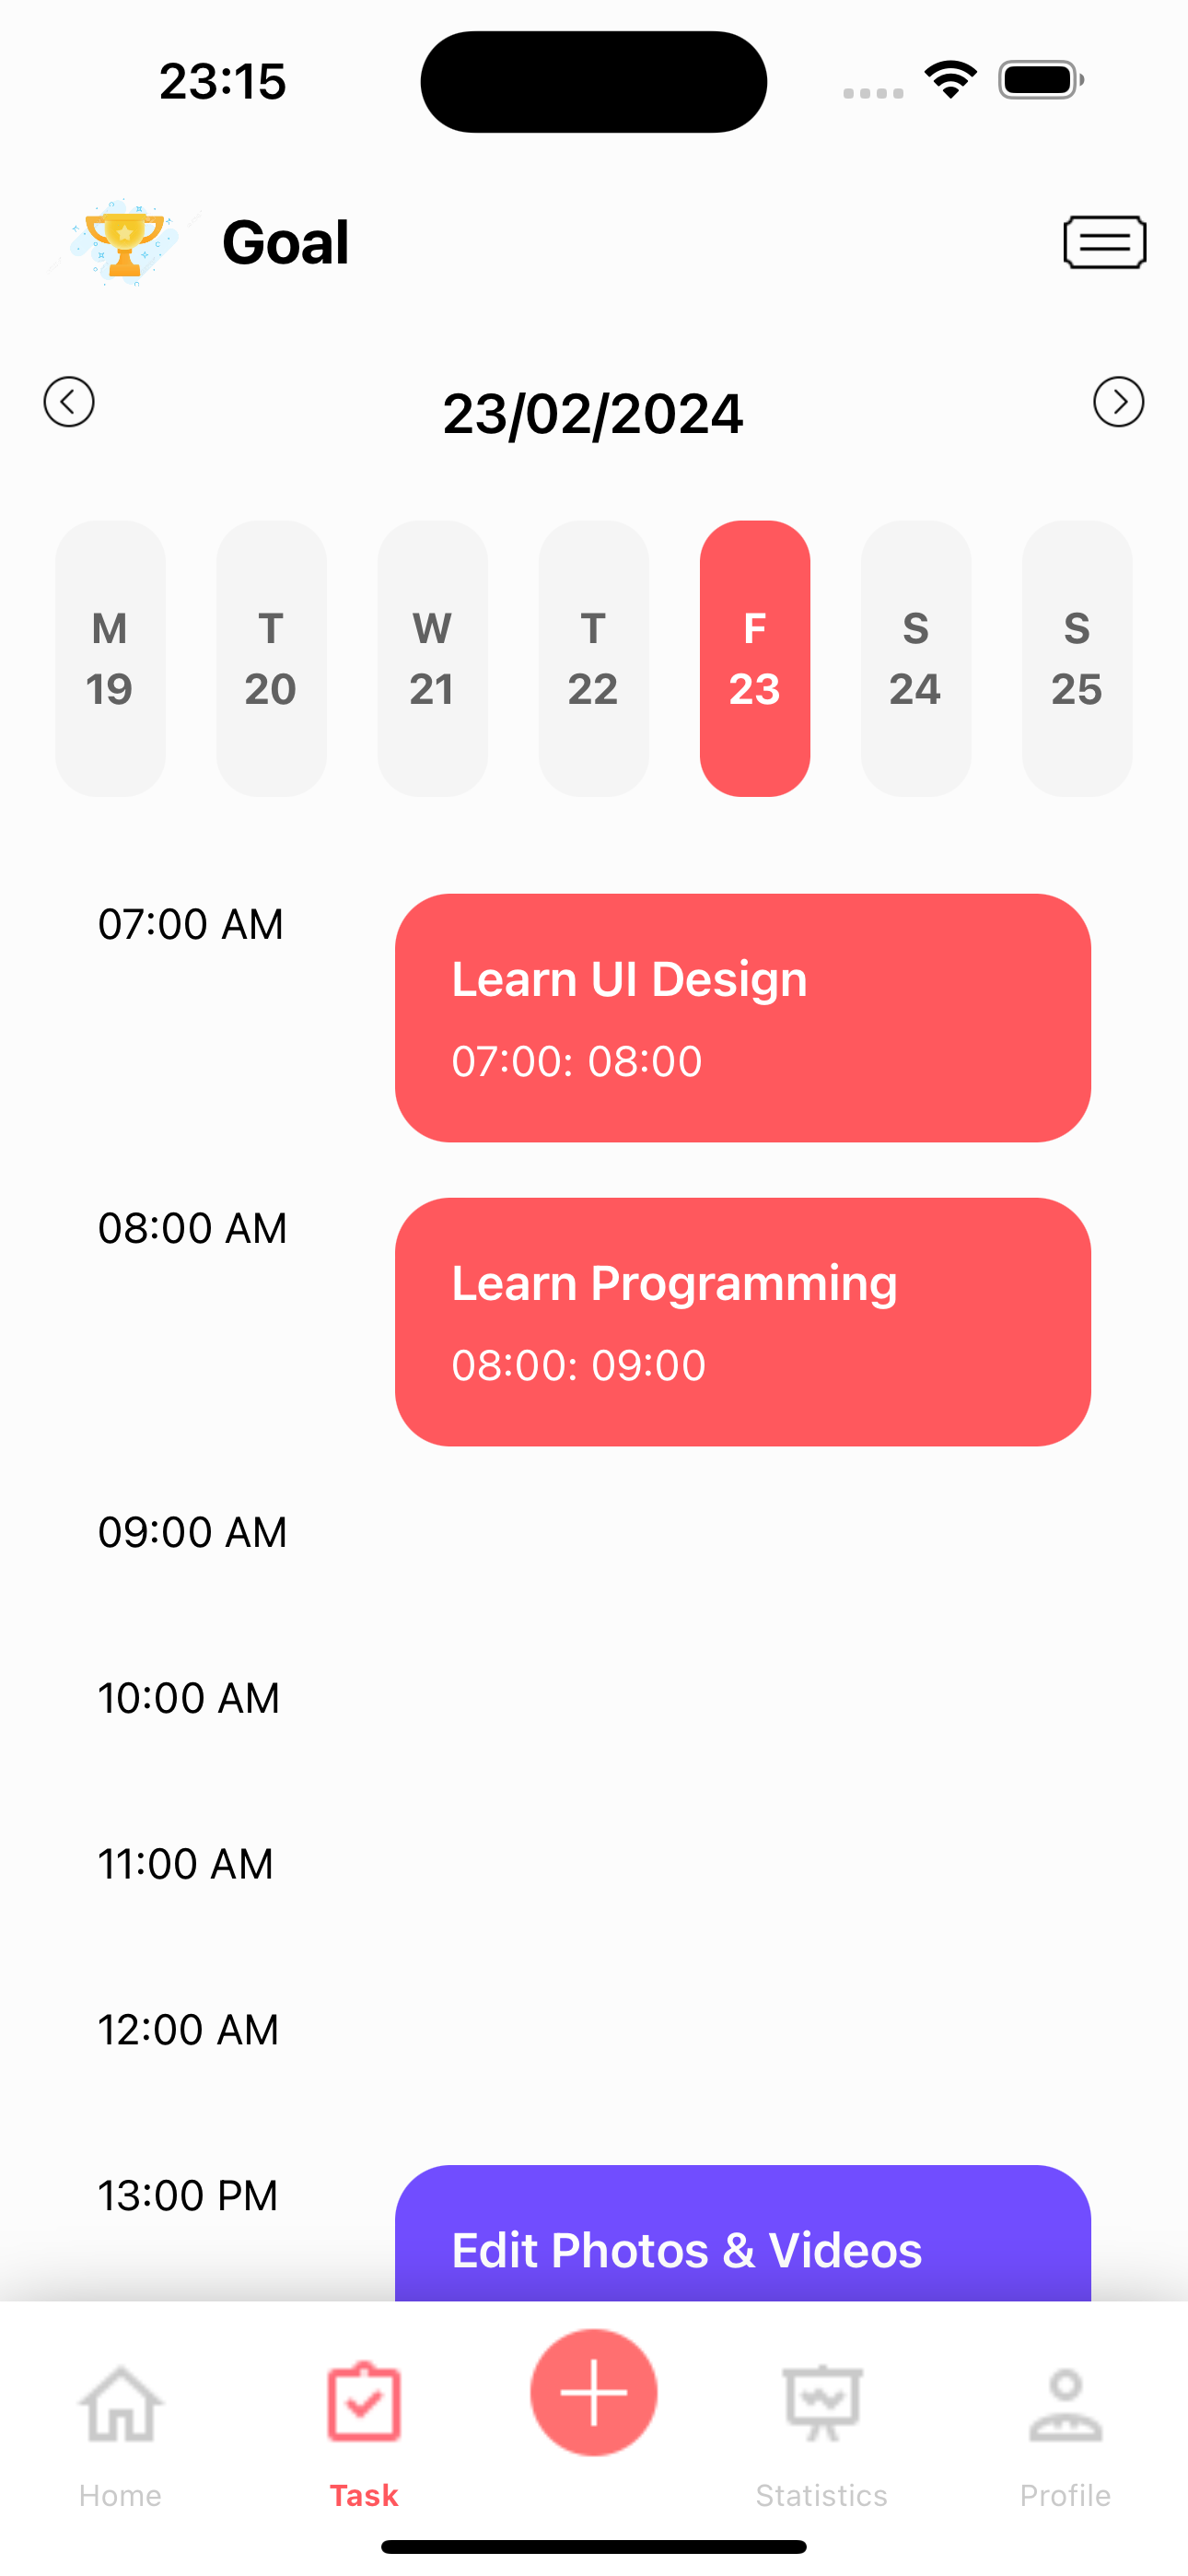 23:15
Goal
23/02/2024
M T W T F S S
19 20 21 22 23 24 25
07:00 AM
Learn UI Design
07:00: 08:00
08:00 AM
Learn Programming
08:00: 09:00
09:00 AM
10:00 AM
11:00 AM
12:00 AM
13:00 PM
Edit Photos & Videos
Home
Task
Statistics
Profile